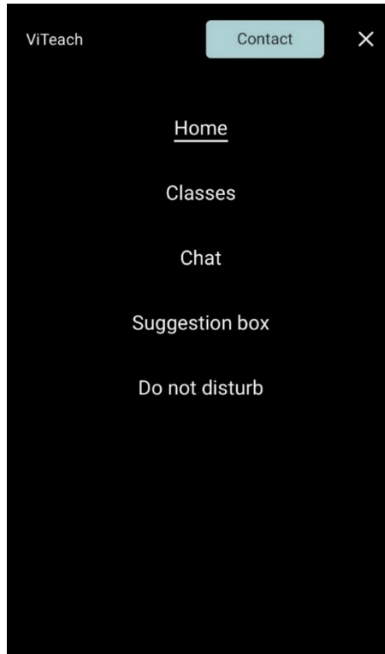 ViTeach
Contact
Home
Classes
Chat
Suggestion box
Do not disturb